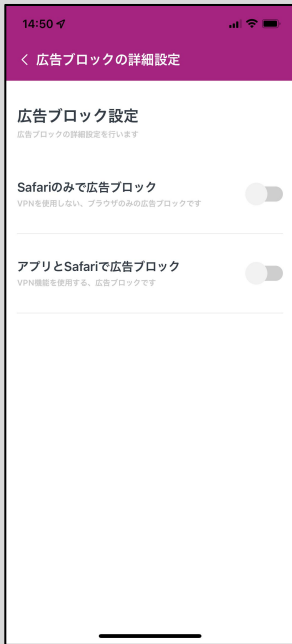 14:50
広告ブロックの詳細設定
広告ブロック設定
広告ブロックの詳細設定を行います
Safariのみで広告ブロック
VPNを使用しない、ブラウザのみの広告ブロックです
アプリとSafariで広告ブロック
VPN機能を使用する、広告ブロックです